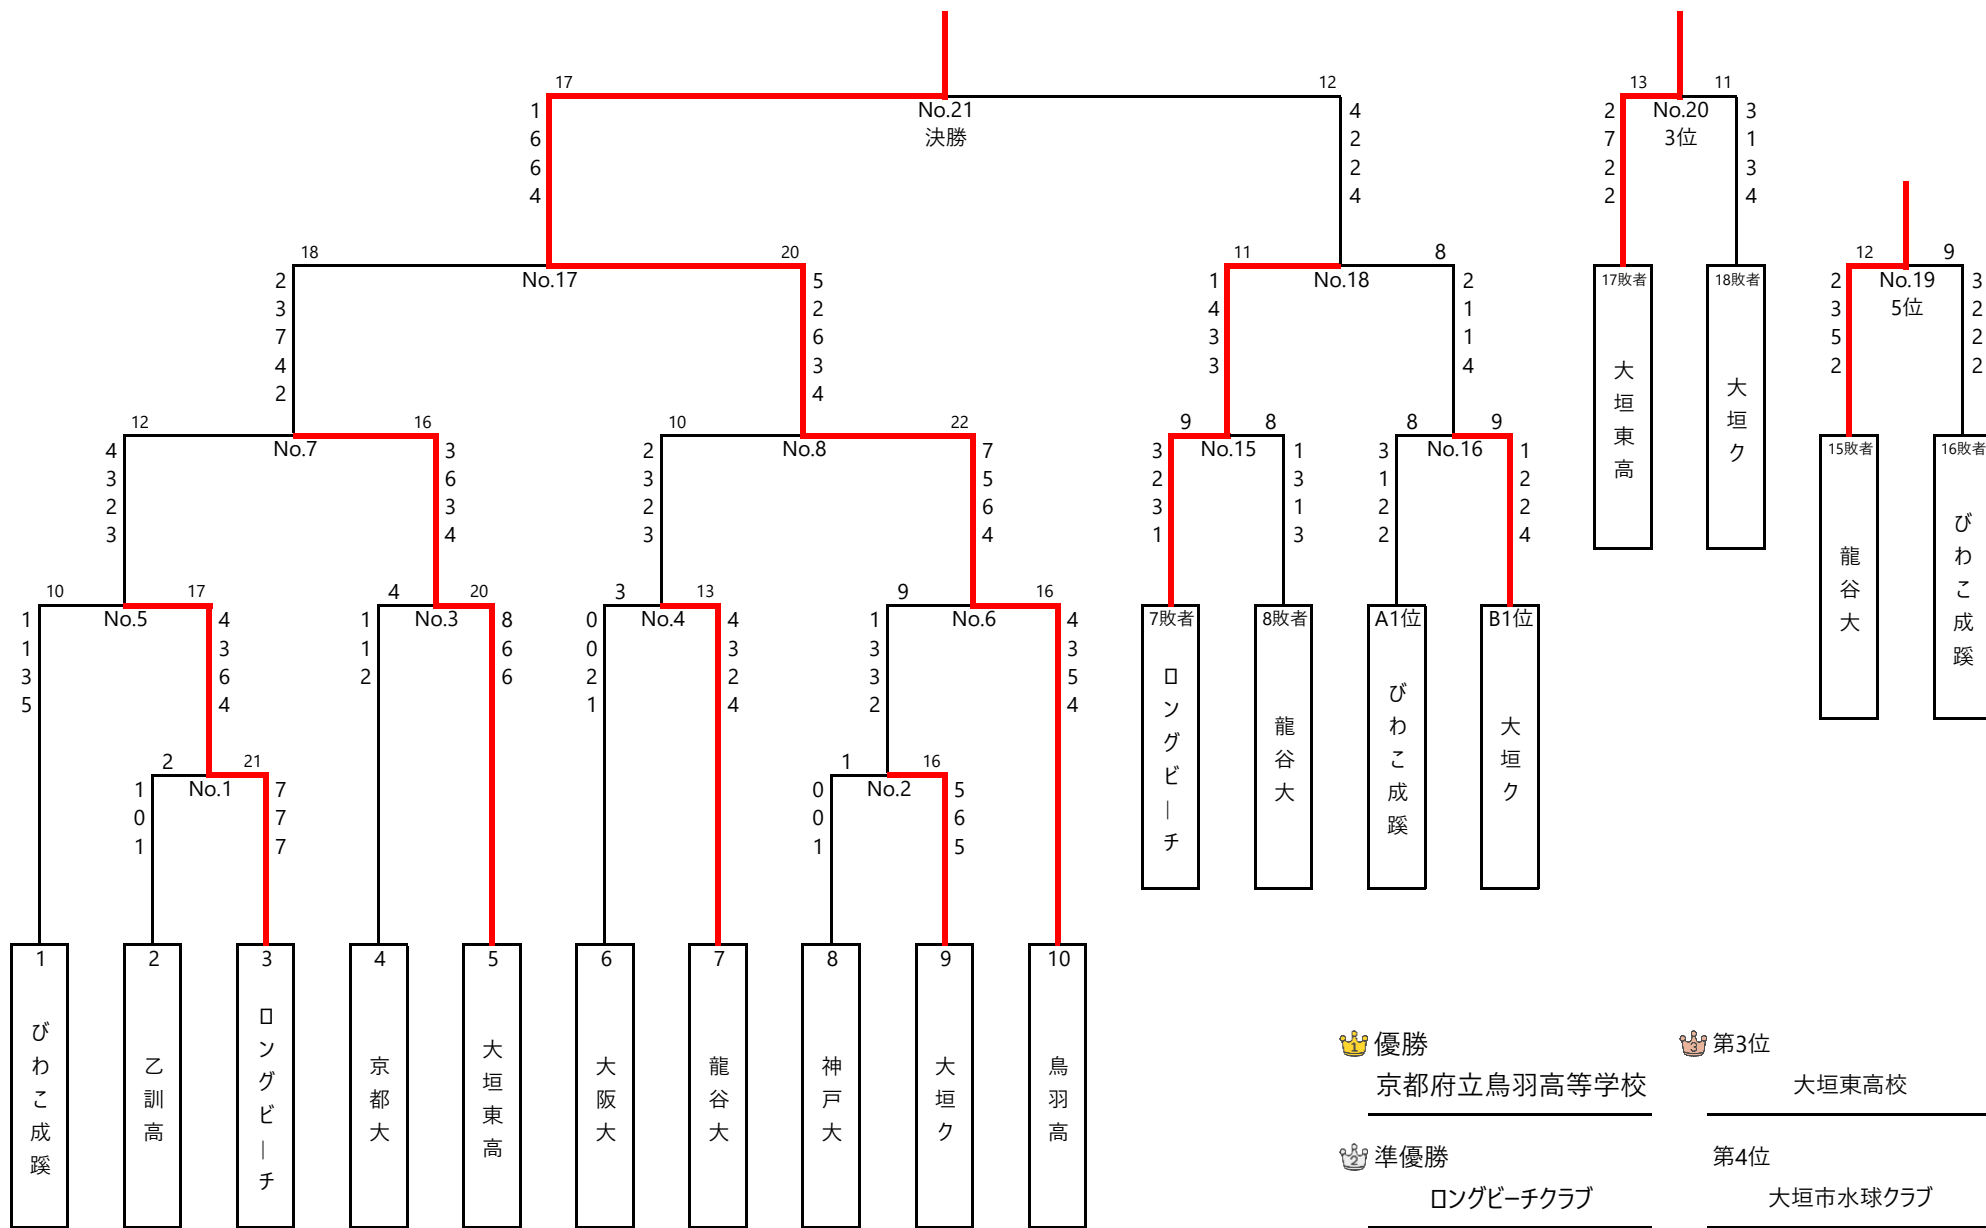 17 12 13 11
1 No.21 4 2 No.20 3
6 決勝 2 7 3位 1
6 2 2 3
4 4 2 4
18 20 11 8 12 9
2 No.17 5 1 No.18 2 17敗者 18敗者 2 No.19 3
3 2 4 1 3 5位 2
7 6 3 1 5 2
4 3 3 4 2 2
2 4
大垣東高
大垣ク
12 16 10 22 9 8 8 9
4 No.7 3 2 No.8 7 3 No.15 1 3 No.16 1 15敗者 16敗者
3 6 3 5 2 3 1 2
2 3 2 6 3 1 2 2
3 4 3 4 1 3 2 4
龍谷大
びわこ成蹊
10 17 4 20 3 13 9 16
1 No.5 4 1 No.3 8 0 No.4 4 1 No.6 4 7敗者 8敗者 A1位 B1位
1 3 1 6 0 3 3 3
3 6 2 6 2 2 3 5
5 4 1 4 2 4
ロングビーチ
龍谷大
びわこ成蹊
大垣ク
2 21 1 16
1 No.1 7 0 No.2 5
0 7 0 6
1 7 1 5
1 2 3 4 5 6 7 8 9 10
びわこ成蹊
乙訓高
ロングビーチ
京都大
大垣東高
大阪大
龍谷大
神戸大
大垣ク
鳥羽高
1 優勝
京都府立鳥羽高等学校
3 第3位
大垣東高校
2 準優勝
ロングビーチクラブ
第4位
大垣市水球クラブ